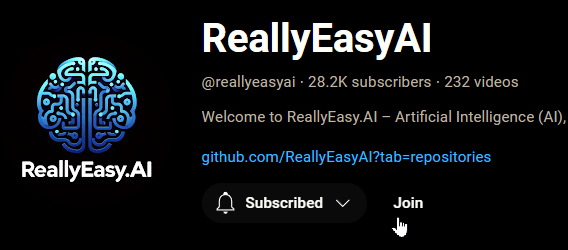 ReallyEasyAI
@reallyeasyai · 28.2K subscribers · 232 videos
Welcome to ReallyEasy.AI – Artificial Intelligence (AI),
ReallyEasy.AI
github.com/ReallyEasyAI?tab=repositories
Subscribed
Join